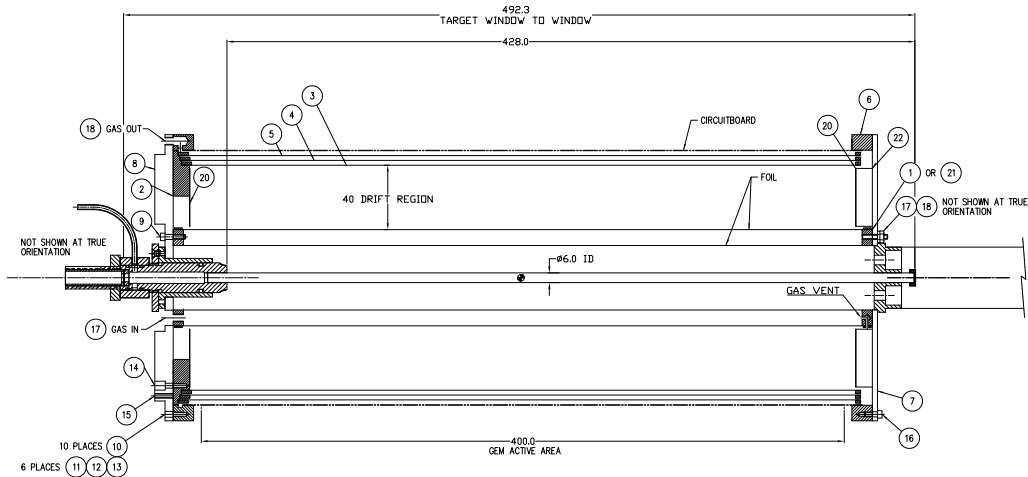 492.3
TARGET WINDOW TO WINDOW
428.0
3
4
5
6
18 GAS OUT
CIRCUITBOARD
8
2
20
20
22
1 OR 21
FOIL
40 DRIFT REGION
17 18 NOT SHOWN AT TRUE
ORIENTATION
9
NOT SHOWN AT TRUE
ORIENTATION
Ø6.0 ID
GAS VENT
17 GAS IN
14
15
7
16
10 PLACES 10
400.0
GEM ACTIVE AREA
6 PLACES 11 12 13